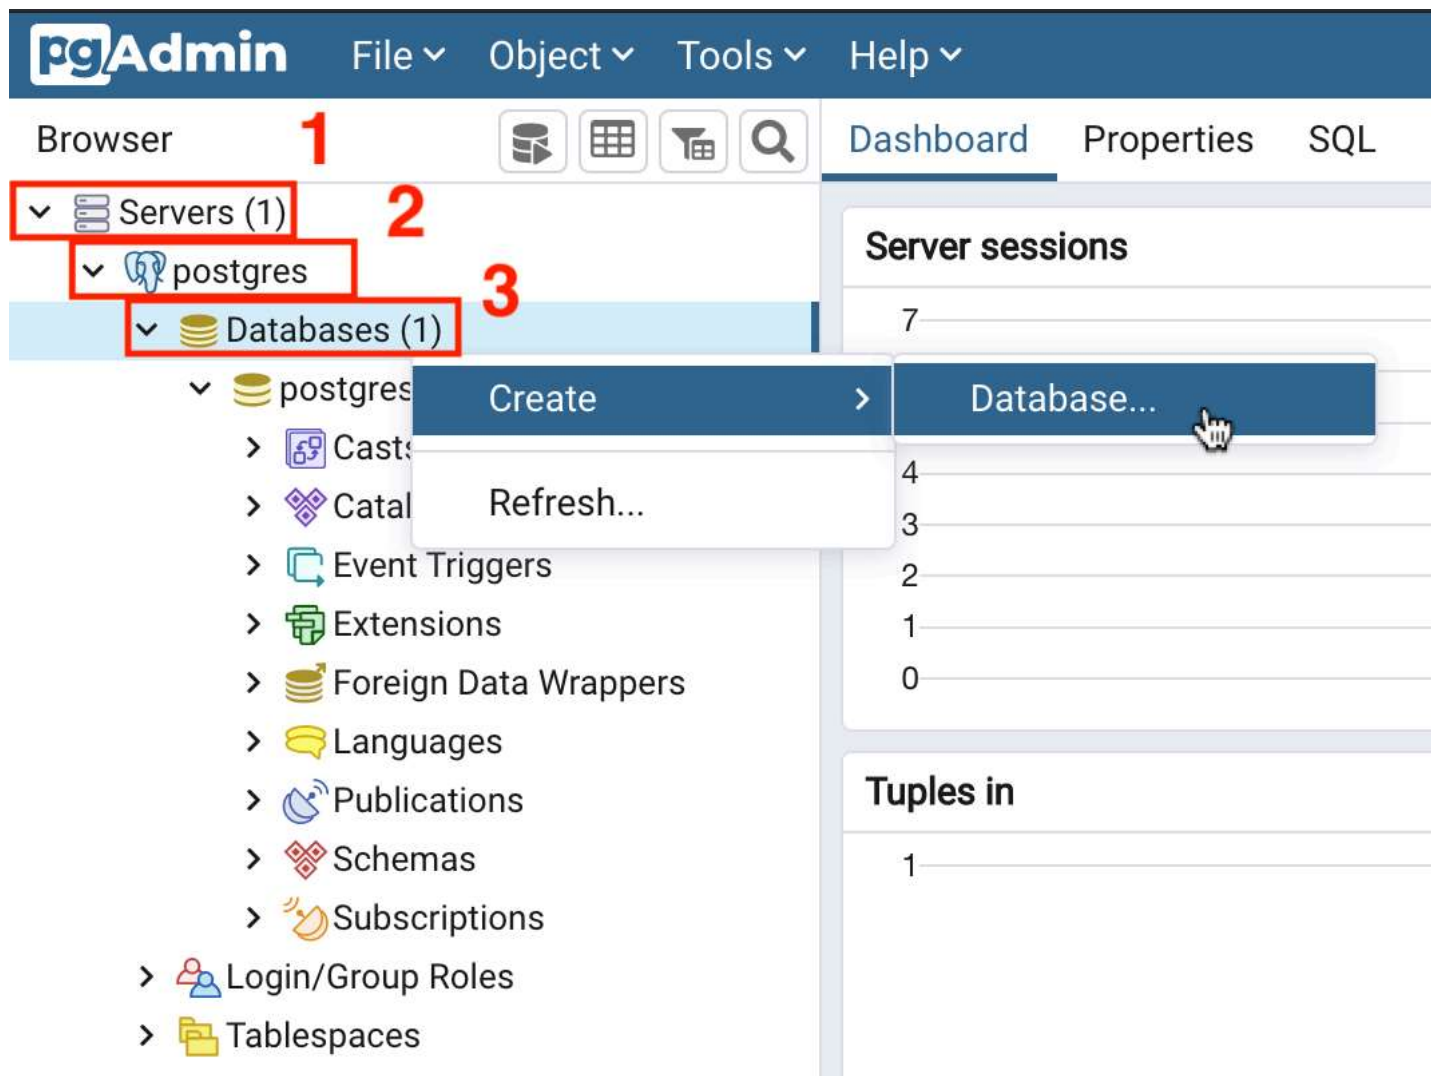 pgAdmin File Object Tools Help
Browser 1 Dashboard Properties SQL
Servers (1) 2
postgres 3
Databases (1)
postgres
Create Database...
Refresh...
Event Triggers
Extensions
Foreign Data Wrappers
Languages
Publications
Schemas
Subscriptions
Login/Group Roles
Tablespaces
Server sessions
7
4
3
2
1
0
Tuples in
1